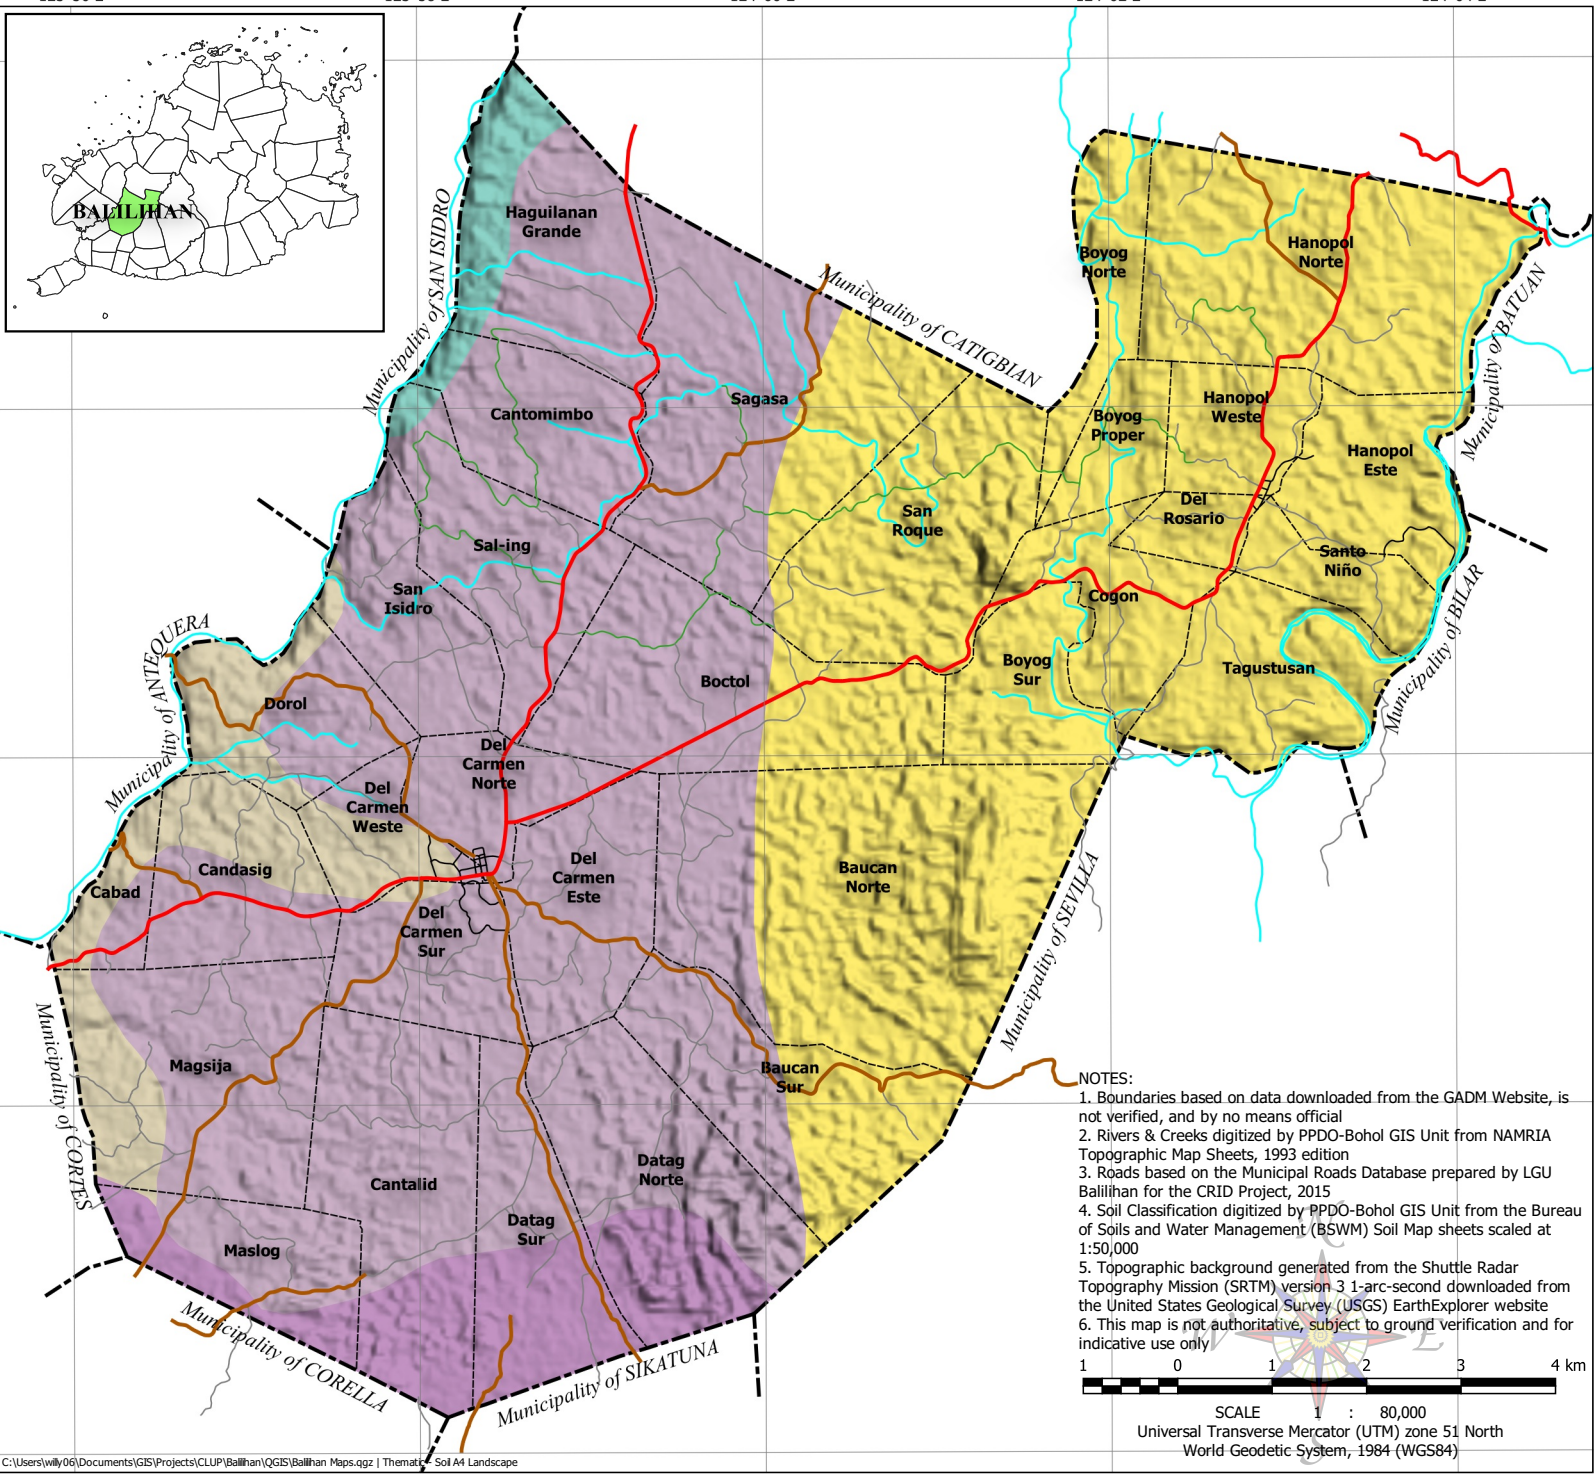 BALILIHAN
Municipality of SAN ISIDRO
Municipality of CATIGBIAN
Municipality of BATUAN
Municipality of BILAR
Municipality of SEVILLA
Municipality of ANTEQUERA
Municipality of CORTES
Municipality of CORELLA
Municipality of SIKATUNA
Haguilanan
Grande
Boyog
Norte
Hanopol
Norte
Cantomimbo
Sagasa
Boyog
Proper
Hanopol
Weste
Hanopol
Este
San
Roque
Del
Rosario
Santo
Niño
Sal-ing
San
Isidro
Cogon
Boyog
Sur
Tagustusan
Dorol
Boctol
Del
Carmen
Norte
Del
Carmen
Weste
Candasig
Cabad
Del
Carmen
Este
Baucan
Norte
Del
Carmen
Sur
Magsija
Baucan
Sur
Cantalid
Datag
Norte
Datag
Sur
Maslog
NOTES:
1. Boundaries based on data downloaded from the GADM Website, is
not verified, and by no means official
2. Rivers & Creeks digitized by PPDO-Bohol GIS Unit from NAMRIA
Topographic Map Sheets, 1993 edition
3. Roads based on the Municipal Roads Database prepared by LGU
Balilihan for the CRID Project, 2015
4. Soil Classification digitized by PPDO-Bohol GIS Unit from the Bureau
of Soils and Water Management (BSWM) Soil Map sheets scaled at
1:50,000
5. Topographic background generated from the Shuttle Radar
Topography Mission (SRTM) version 3 1-arc-second downloaded from
the United States Geological Survey (USGS) EarthExplorer website
6. This map is not authoritative, subject to ground verification and for
indicative use only
N
W
E
S
1 0 1 2 3 4 km
SCALE 1 : 80,000
Universal Transverse Mercator (UTM) zone 51 North
World Geodetic System, 1984 (WGS84)
C:\Users\willy06\Documents\GIS\Projects\CLUP\Balilihan\QGIS\Balilihan Maps.qgz | Thematic - Soil A4 Landscape